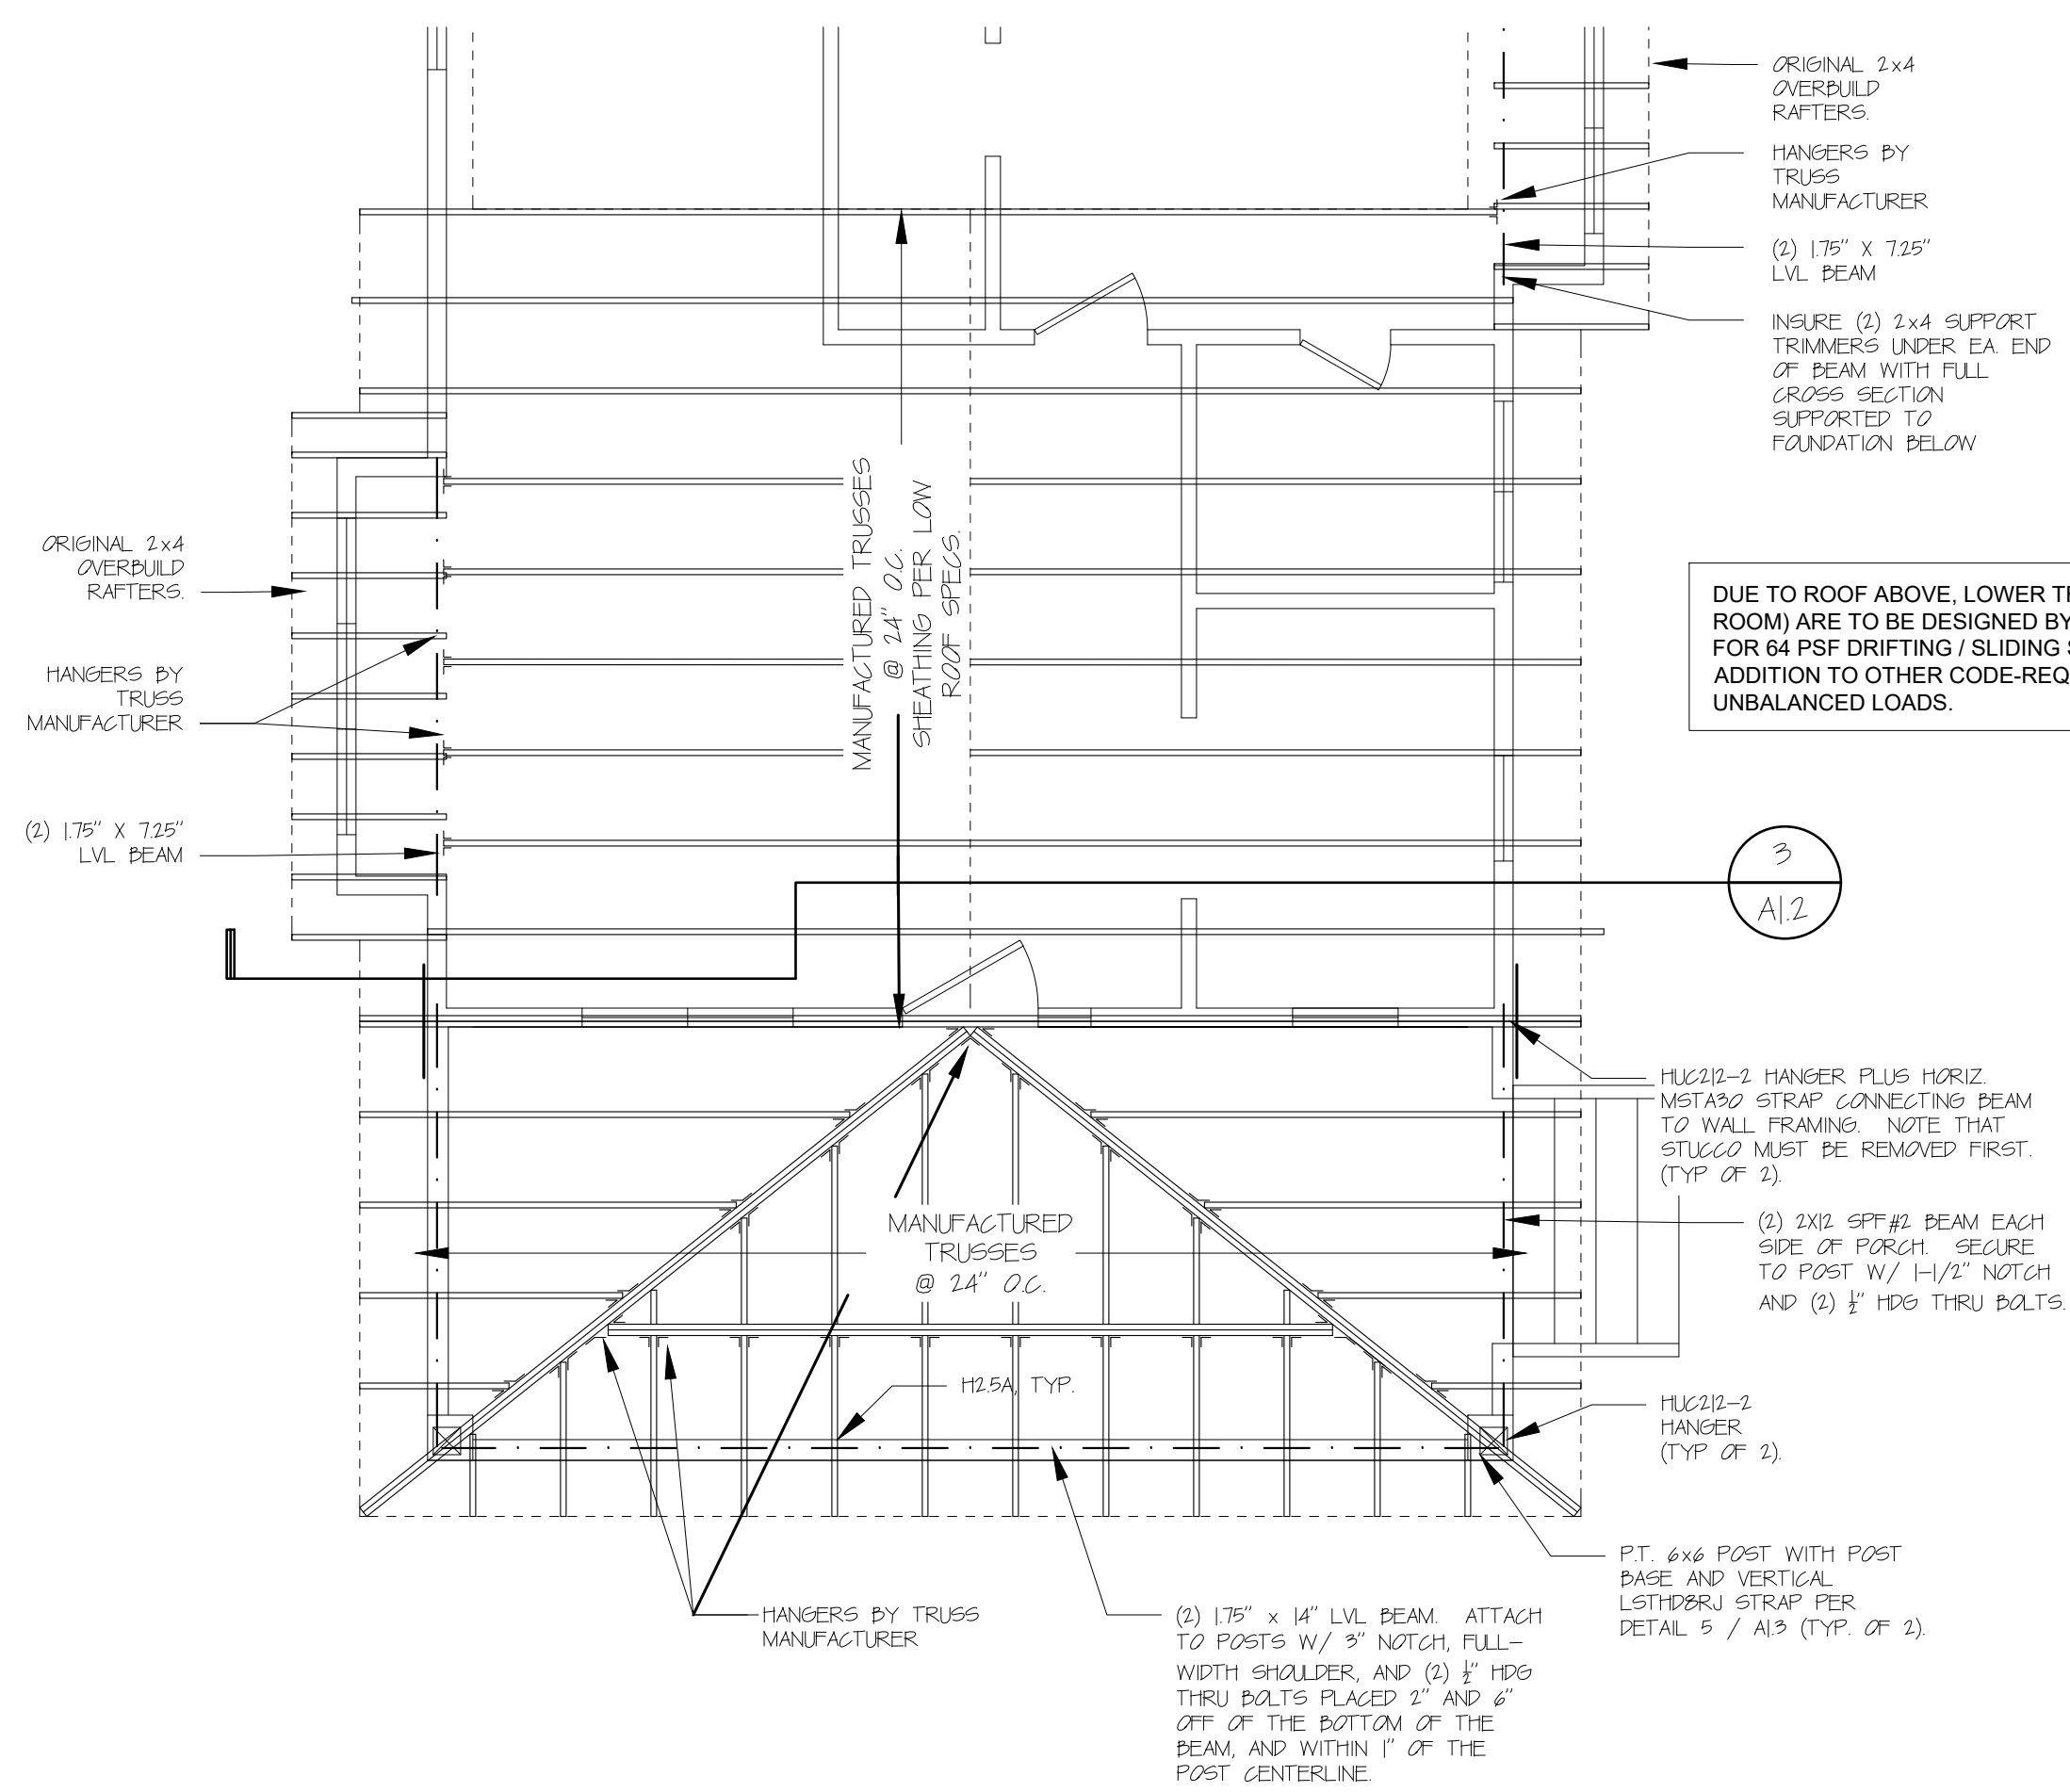 ORIGINAL 2x4
OVERBUILD
RAFTERS.
HANGERS BY
TRUSS
MANUFACTURER
(2) 1.75" X 7.25"
LVL BEAM
INSURE (2) 2x4 SUPPORT
TRIMMERS UNDER EA. END
OF BEAM WITH FULL
CROSS SECTION
SUPPORTED TO
FOUNDATION BELOW
MANUFACTURED TRUSSES
@ 24" O.C.
SHEATHING PER LOW
ROOF SPECS.
ORIGINAL 2x4
OVERBUILD
RAFTERS.
HANGERS BY
TRUSS
MANUFACTURER
(2) 1.75" X 7.25"
LVL BEAM
DUE TO ROOF ABOVE, LOWER
ROOM) ARE TO BE DESIGNED BY
FOR 64 PSF DRIFTING / SLIDING
ADDITION TO OTHER
UNBALANCED LOADS.
3
A1.2
HUC212-2 HANGER PLUS HORIZ.
MSTA30 STRAP CONNECTING BEAM
TO WALL FRAMING. NOTE THAT
STUCCO MUST BE REMOVED FIRST.
(TYP OF 2).
(2) 2X12 SPF#2 BEAM EACH
SIDE OF PORCH. SECURE
TO POST W/ 1-1/2" NOTCH
AND (2) ½" HDG THRU BOLTS.
MANUFACTURED
TRUSSES
@ 24" O.C.
H2.5A, TYP.
HUC212-2
HANGER
(TYP OF 2).
P.T. 6x6 POST WITH POST
BASE AND VERTICAL
LSTHD8RJ STRAP PER
DETAIL 5 / A1.3 (TYP. OF 2).
HANGERS BY TRUSS
MANUFACTURER
(2) 1.75" x 14" LVL BEAM. ATTACH
TO POSTS W/ 3" NOTCH, FULL-
WIDTH SHOULDER, AND (2) ½" HDG
THRU BOLTS PLACED 2" AND 6"
OFF OF THE BOTTOM OF THE
BEAM, AND WITHIN 1" OF THE
POST CENTERLINE.